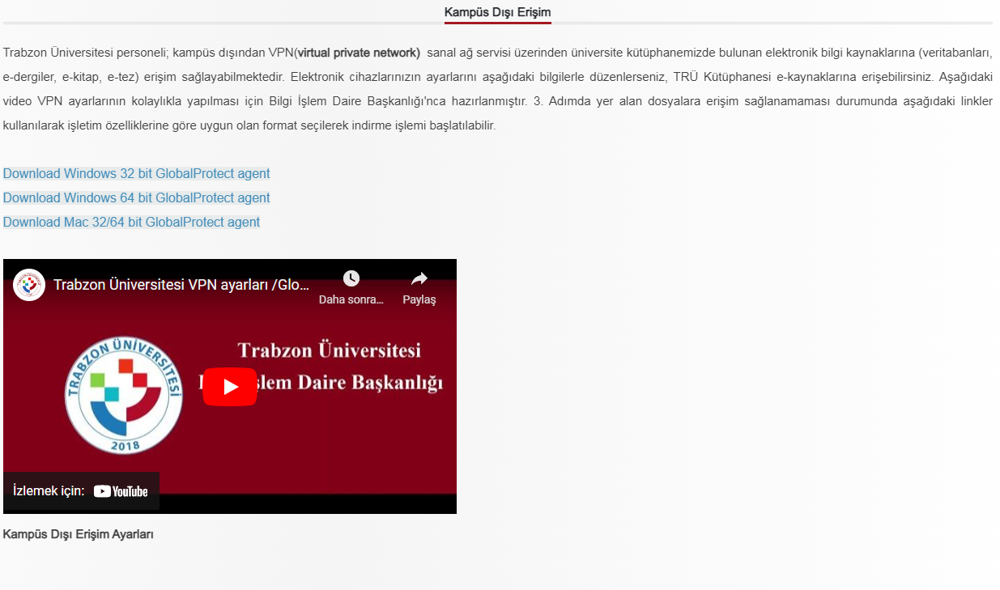 Kampüs Dışı Erişim
Trabzon Üniversitesi personeli; kampüs dışından VPN(virtual private network) sanal ağ servisi üzerinden üniversite kütüphanemizde bulunan elektronik bilgi kaynaklarına (veritabanları,
e-dergiler, e-kitap, e-tez) erişim sağlayabilmektedir. Elektronik cihazlarınızın ayarlarını aşağıdaki bilgilerle düzenlerseniz, TRÜ Kütüphanesi e-kaynaklarına erişebilirsiniz. Aşağıdaki
video VPN ayarlarının kolaylıkla yapılması için Bilgi İşlem Daire Başkanlığı'nca hazırlanmıştır. 3. Adımda yer alan dosyalara erişim sağlanamaması durumunda aşağıdaki linkler
kullanılarak işletim özelliklerine göre uygun olan format seçilerek indirme işlemi başlatılabilir.
Download Windows 32 bit GlobalProtect agent
Download Windows 64 bit GlobalProtect agent
Download Mac 32/64 bit GlobalProtect agent
Trabzon Üniversitesi VPN ayarları /Glo...
Daha sonra...
Paylaş
TRABZON ÜNİVERSİTESİ
2018
Trabzon Üniversitesi
şlem Daire Başkanlığı
İzlemek için: YouTube
Kampüs Dışı Erişim Ayarları